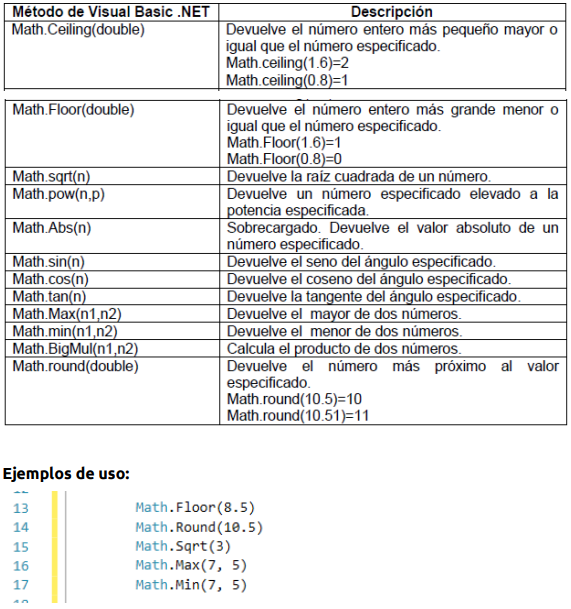 Método de Visual Basic .NET Descripción
Math.Ceiling(double) Devuelve el número entero más pequeño mayor o
igual que el número especificado.
Math.ceiling(1.6)=2
Math.ceiling(0.8)=1
Math.Floor(double) Devuelve el número entero más grande menor o
igual que el número especificado.
Math.Floor(1.6)=1
Math.Floor(0.8)=0
Math.sqrt(n) Devuelve la raíz cuadrada de un número.
Math.pow(n,p) Devuelve un número especificado elevado a la
potencia especificada.
Math.Abs(n) Sobrecargado. Devuelve el valor absoluto de un
número especificado.
Math.sin(n) Devuelve el seno del ángulo especificado.
Math.cos(n) Devuelve el coseno del ángulo especificado.
Math.tan(n) Devuelve la tangente del ángulo especificado.
Math.Max(n1,n2) Devuelve el mayor de dos números.
Math.min(n1,n2) Devuelve el menor de dos números.
Math.BigMul(n1,n2) Calcula el producto de dos números.
Math.round(double) Devuelve el número más próximo al valor
especificado.
Math.round(10.5)=10
Math.round(10.51)=11
Ejemplos de uso:
13 Math.Floor(8.5)
14 Math.Round(10.5)
15 Math.Sqrt(3)
16 Math.Max(7, 5)
17 Math.Min(7, 5)